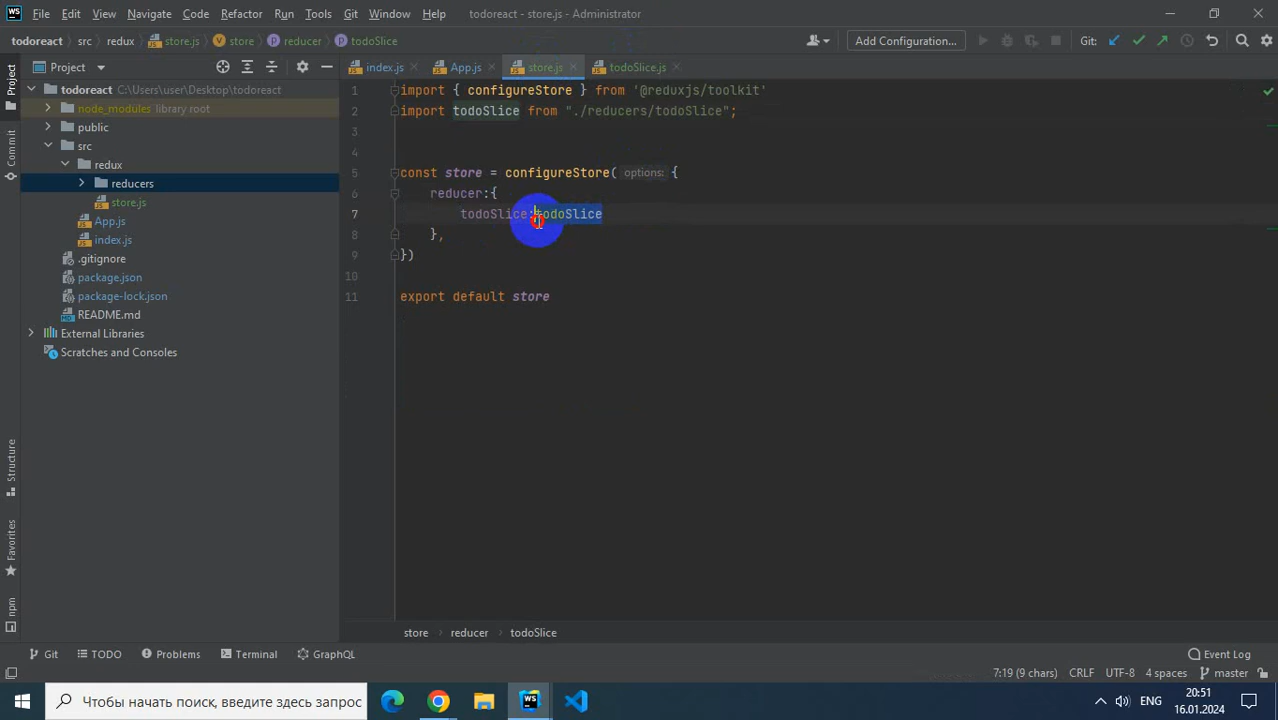 WS File Edit View Navigate Code Refactor Run Tools Git Window Help todoreact - store.js - Administrator
todoreact src redux store.js store reducer todoSlice Add Configuration... Git:
Project index.js App.js store.js todoSlice.js
todoreact C:\Users\user\Desktop\todoreact
node_modules library root
public
src
redux
reducers
store.js
App.js
index.js
.gitignore
package.json
package-lock.json
README.md
External Libraries
Scratches and Consoles
Project
Commit
Structure
Favorites
npm
1 import { configureStore } from '@reduxjs/toolkit'
2 import todoSlice from "./reducers/todoSlice";
3
4
5 const store = configureStore( options: {
6 reducer:{
7 todoSlice:todoSlice
8 },
9 })
10
11 export default store
store reducer todoSlice
Git TODO Problems Terminal GraphQL Event Log
7:19 (9 chars) CRLF UTF-8 4 spaces master
Чтобы начать поиск, введите здесь запрос WS ENG 20:51
16.01.2024